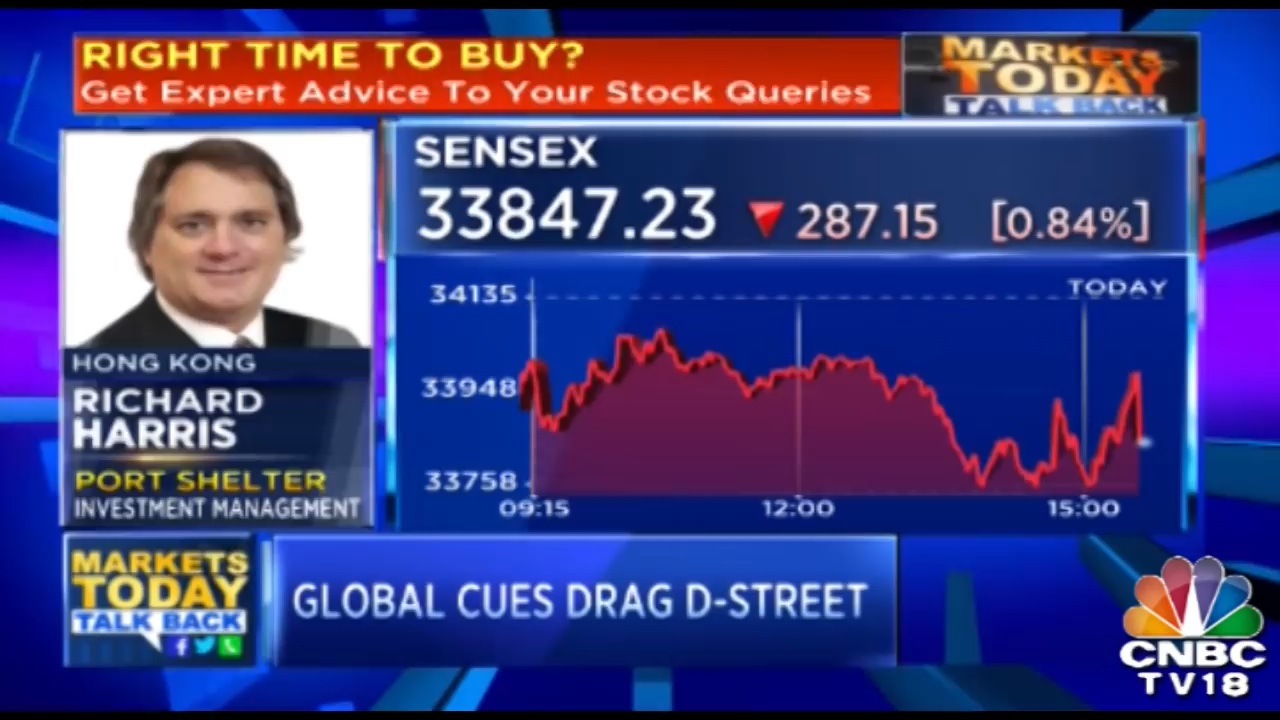 RIGHT TIME TO BUY?
Get Expert Advice To Your Stock Queries
MARKETS
TODAY
TALK BACK
SENSEX
33847.23 ▼ 287.15 [0.84%]
34135
TODAY
33948
33758
09:15 12:00 15:00
HONG KONG
RICHARD
HARRIS
PORT SHELTER
INVESTMENT MANAGEMENT
MARKETS
TODAY
TALK BACK
GLOBAL CUES DRAG D-STREET
CNBC
TV18